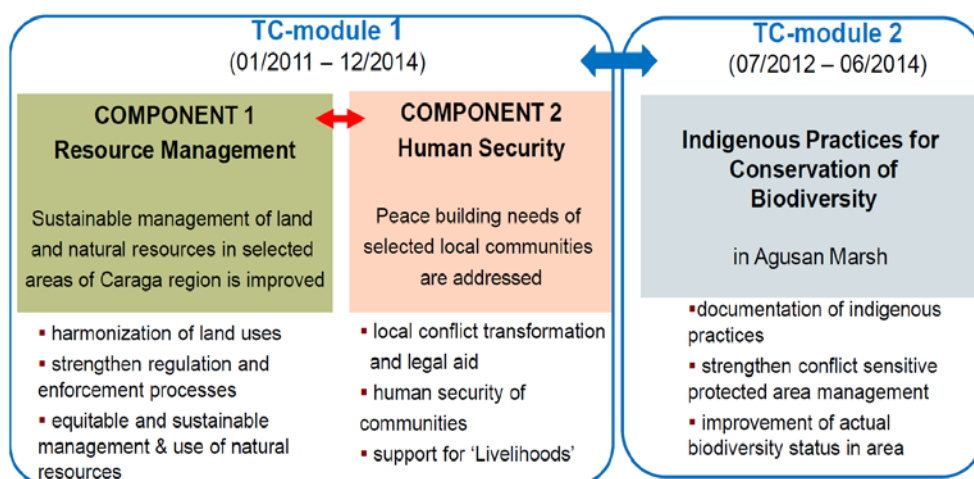 TC-module 1
(01/2011 – 12/2014)
COMPONENT 1
Resource Management
Sustainable management of land
and natural resources in selected
areas of Caraga region is improved
▪ harmonization of land uses
▪ strengthen regulation and
enforcement processes
▪ equitable and sustainable
management & use of natural
resources
COMPONENT 2
Human Security
Peace building needs of
selected local communities
are addressed
▪ local conflict transformation
and legal aid
▪ human security of
communities
▪ support for ‘Livelihoods’
TC-module 2
(07/2012 – 06/2014)
Indigenous Practices for
Conservation of
Biodiversity
in Agusan Marsh
▪documentation of indigenous
practices
▪ strengthen conflict sensitive
protected area management
▪ improvement of actual
biodiversity status in area